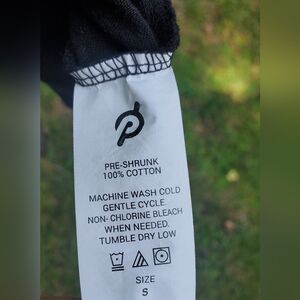 PRE-SHRUNK
100% COTTON
MACHINE WASH COLD
GENTLE CYCLE.
NON- CHLORINE BLEACH
WHEN NEEDED.
TUMBLE DRY LOW
SIZE
S